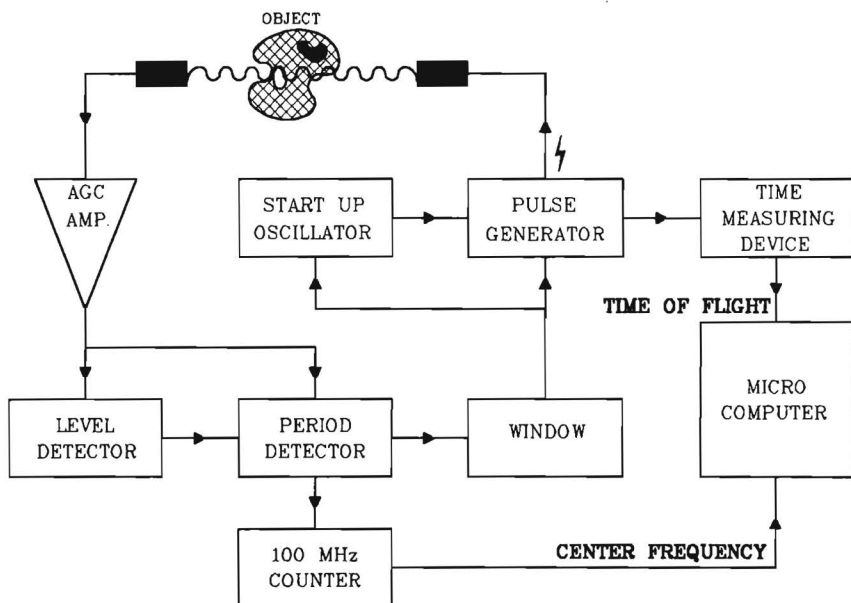 OBJECT
AGC
AMP.
START UP
OSCILLATOR
PULSE
GENERATOR
TIME
MEASURING
DEVICE
TIME OF FLIGHT
LEVEL
DETECTOR
PERIOD
DETECTOR
WINDOW
MICRO
COMPUTER
100 MHz
COUNTER
CENTER FREQUENCY